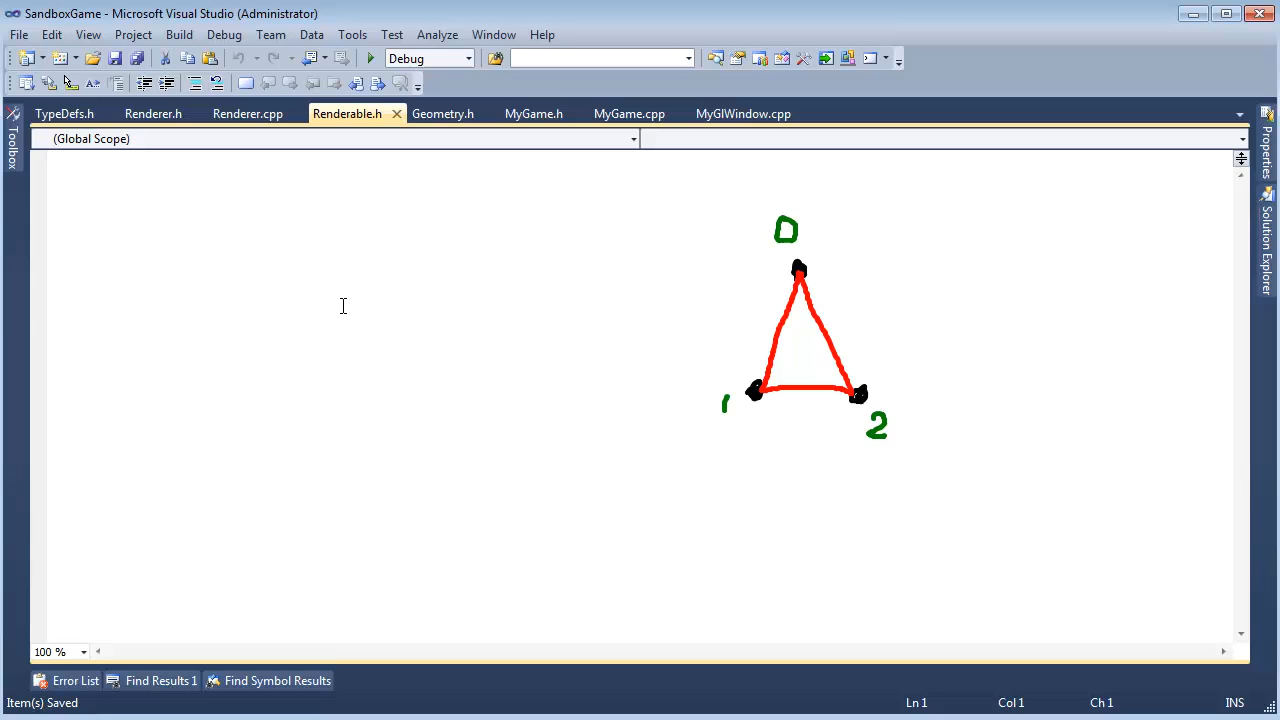 SandboxGame - Microsoft Visual Studio (Administrator)
File Edit View Project Build Debug Team Data Tools Test Analyze Window Help
Debug
TypeDefs.h Renderer.h Renderer.cpp Renderable.h Geometry.h MyGame.h MyGame.cpp MyGlWindow.cpp
(Global Scope)
Toolbox
Properties
Solution Explorer
0
1
2
100 %
Error List Find Results 1 Find Symbol Results
Item(s) Saved Ln 1 Col 1 Ch 1 INS